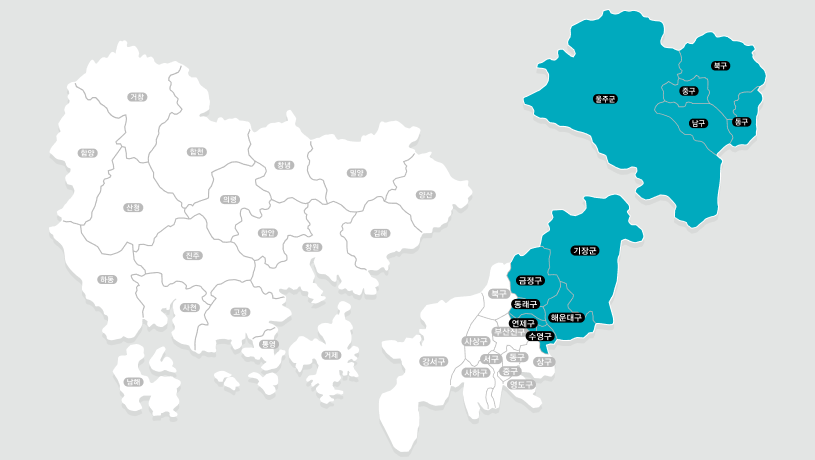 거창
함양
합천
창녕
밀양
양산
산청
의령
함안
창원
김해
진주
하동
사천
고성
통영
거제
남해
울주군
북구
중구
남구
동구
기장군
금정구
북구
동래구
해운대구
연제구
부산진구
수영구
사상구
강서구
서구
동구
사하구
중구
영도구